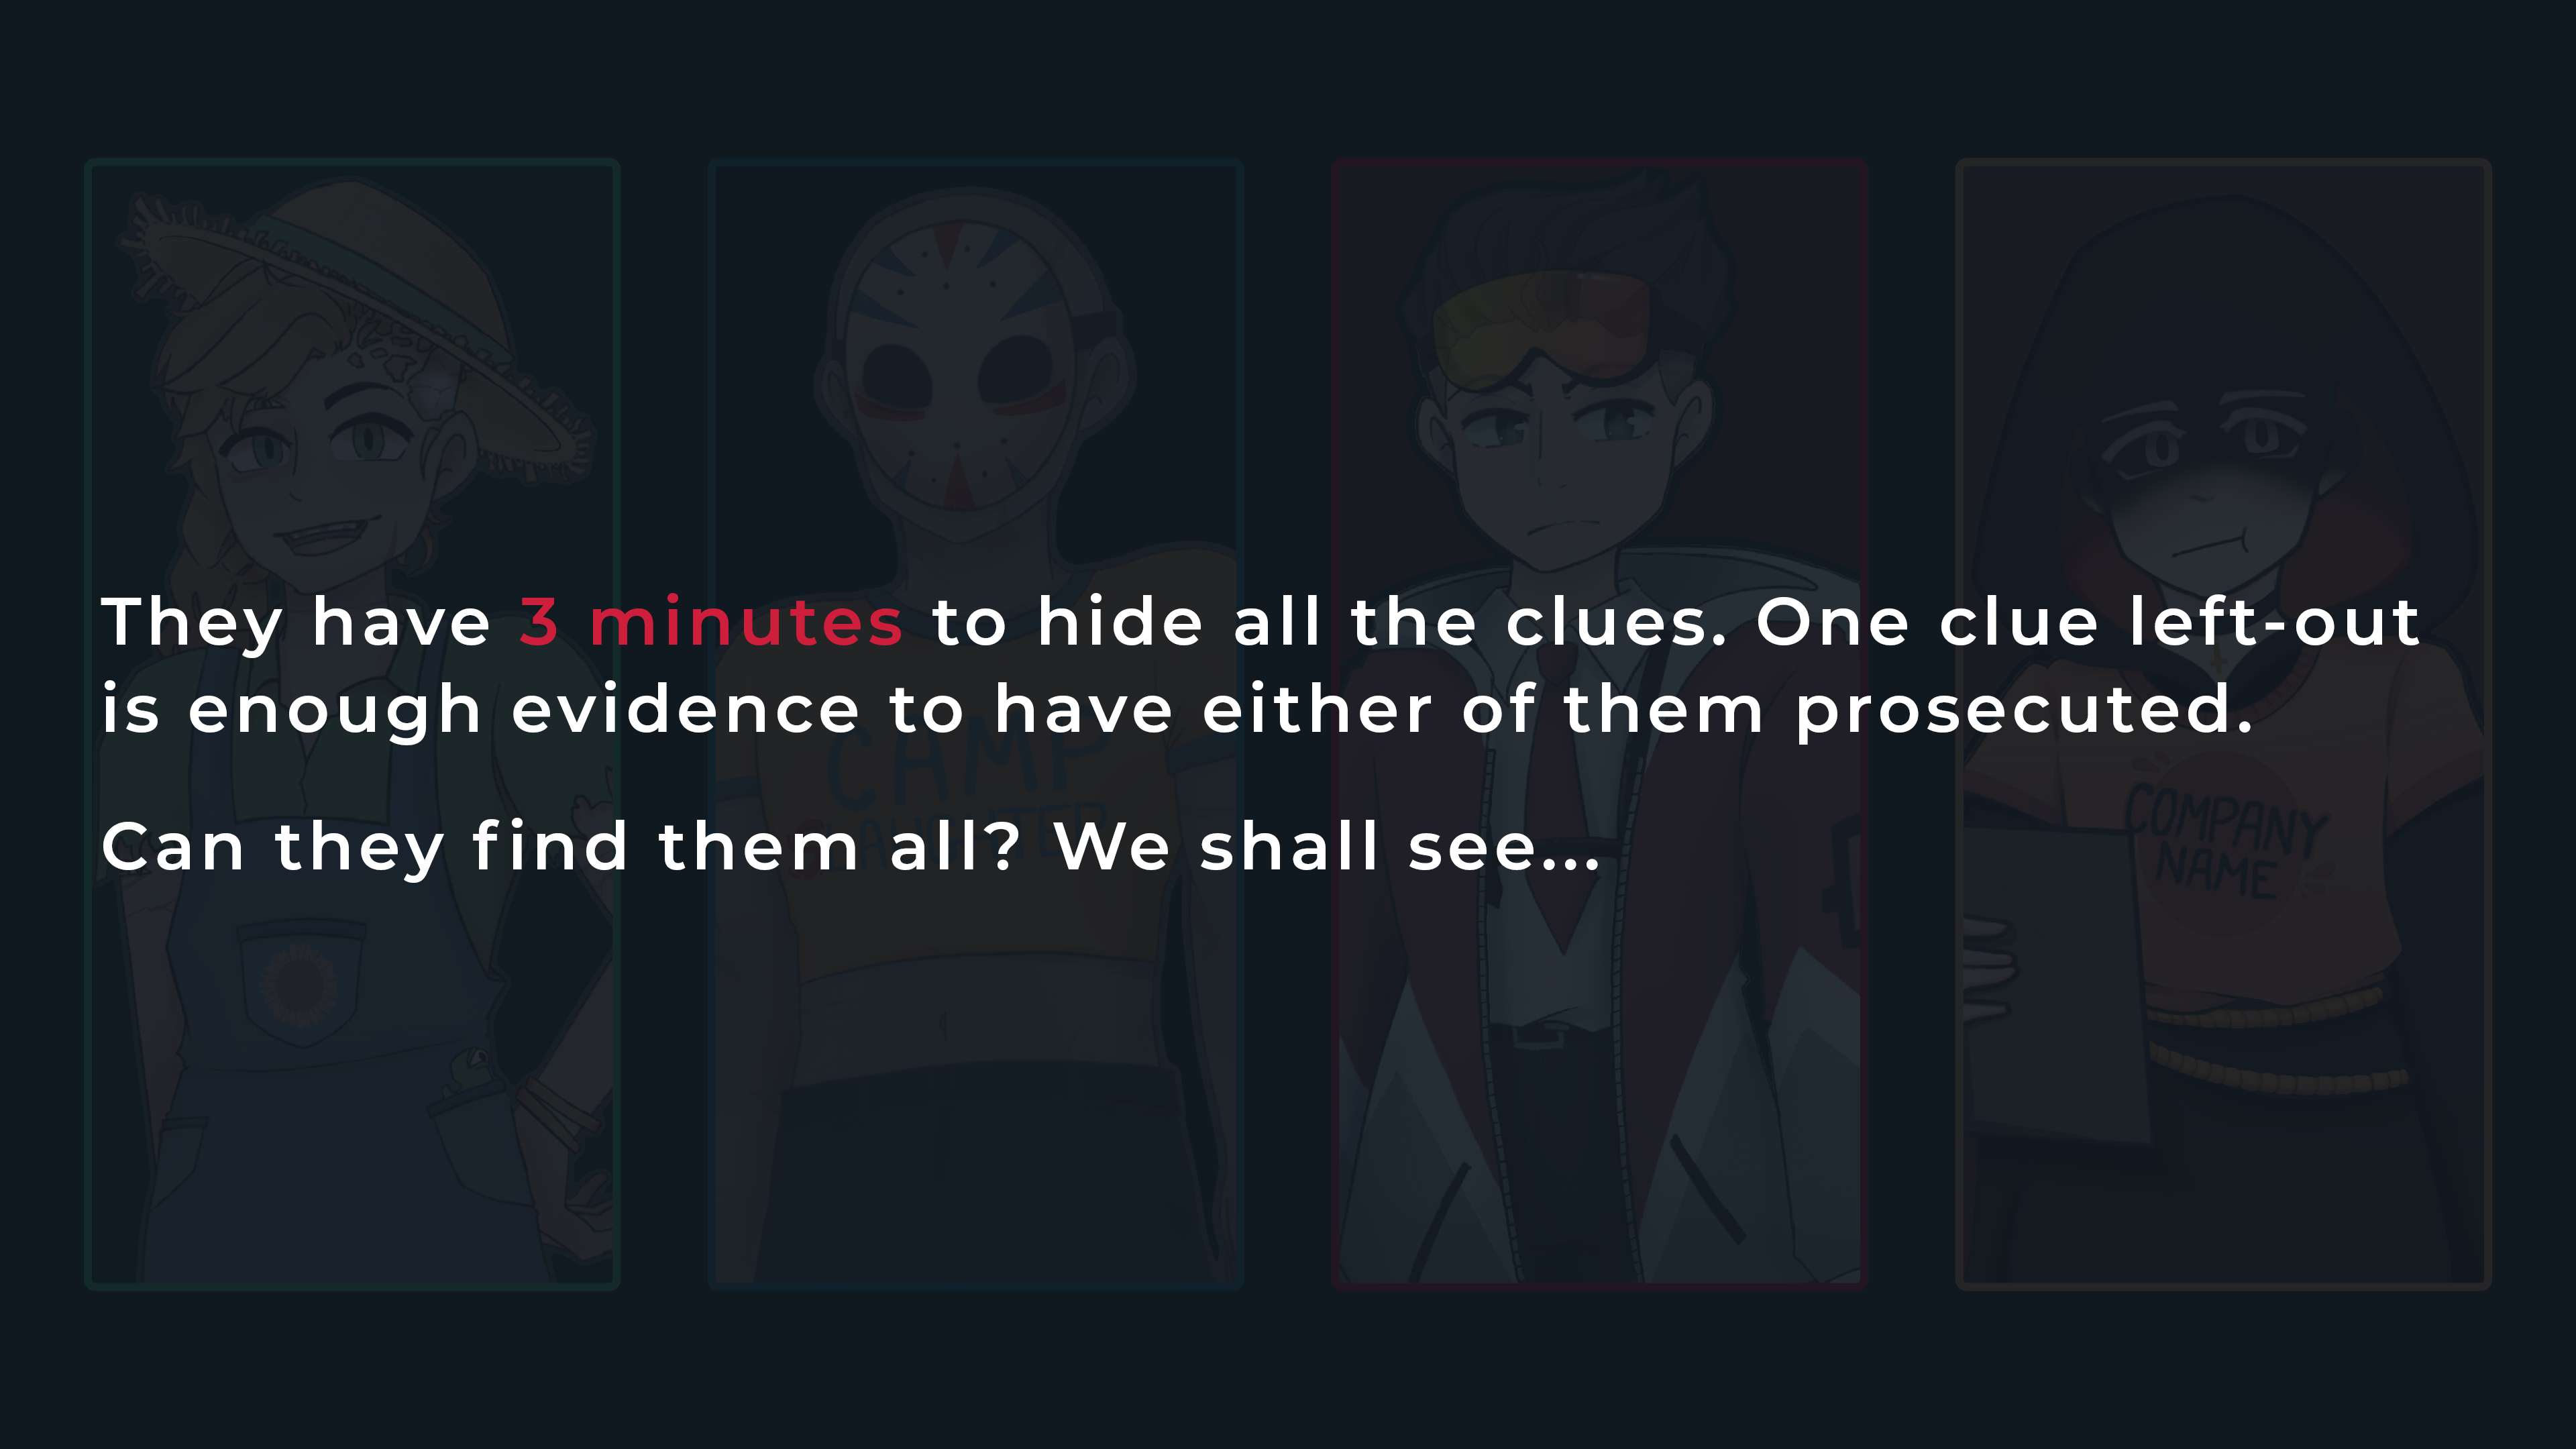 They have 3 minutes to hide all the clues. One clue left-out
is enough evidence to have either of them prosecuted.
Can they find them all? We shall see...
CAMP
SLAUGHTER
COMPANY
NAME